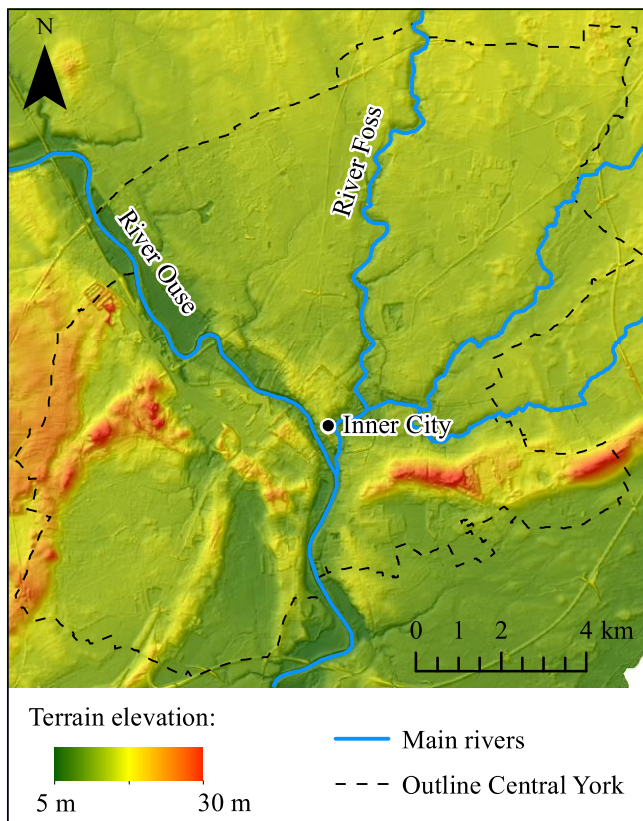 N
River Foss
River Ouse
Inner City
0 1 2 4 km
Terrain elevation:
5 m 30 m
Main rivers
Outline Central York